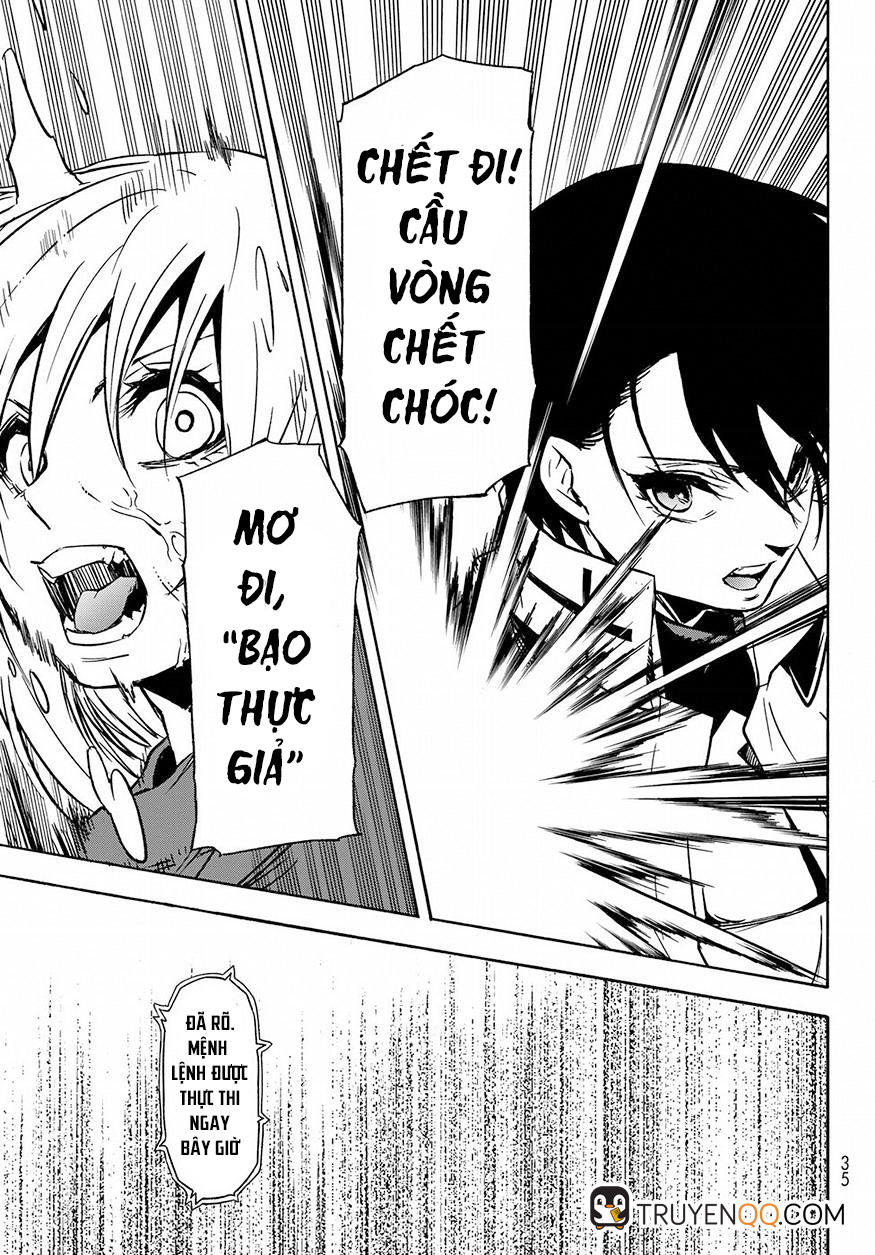 CHẾT ĐI!
CẦU
VÒNG
CHẾT
CHÓC!
MƠ
ĐI,
"BẠO
THỰC
GIẢ"
ĐÃ RÕ.
MỆNH
LỆNH ĐƯỢC
THỰC THI
NGAY
BÂY GIỜ
35
TRUYENQQ.COM